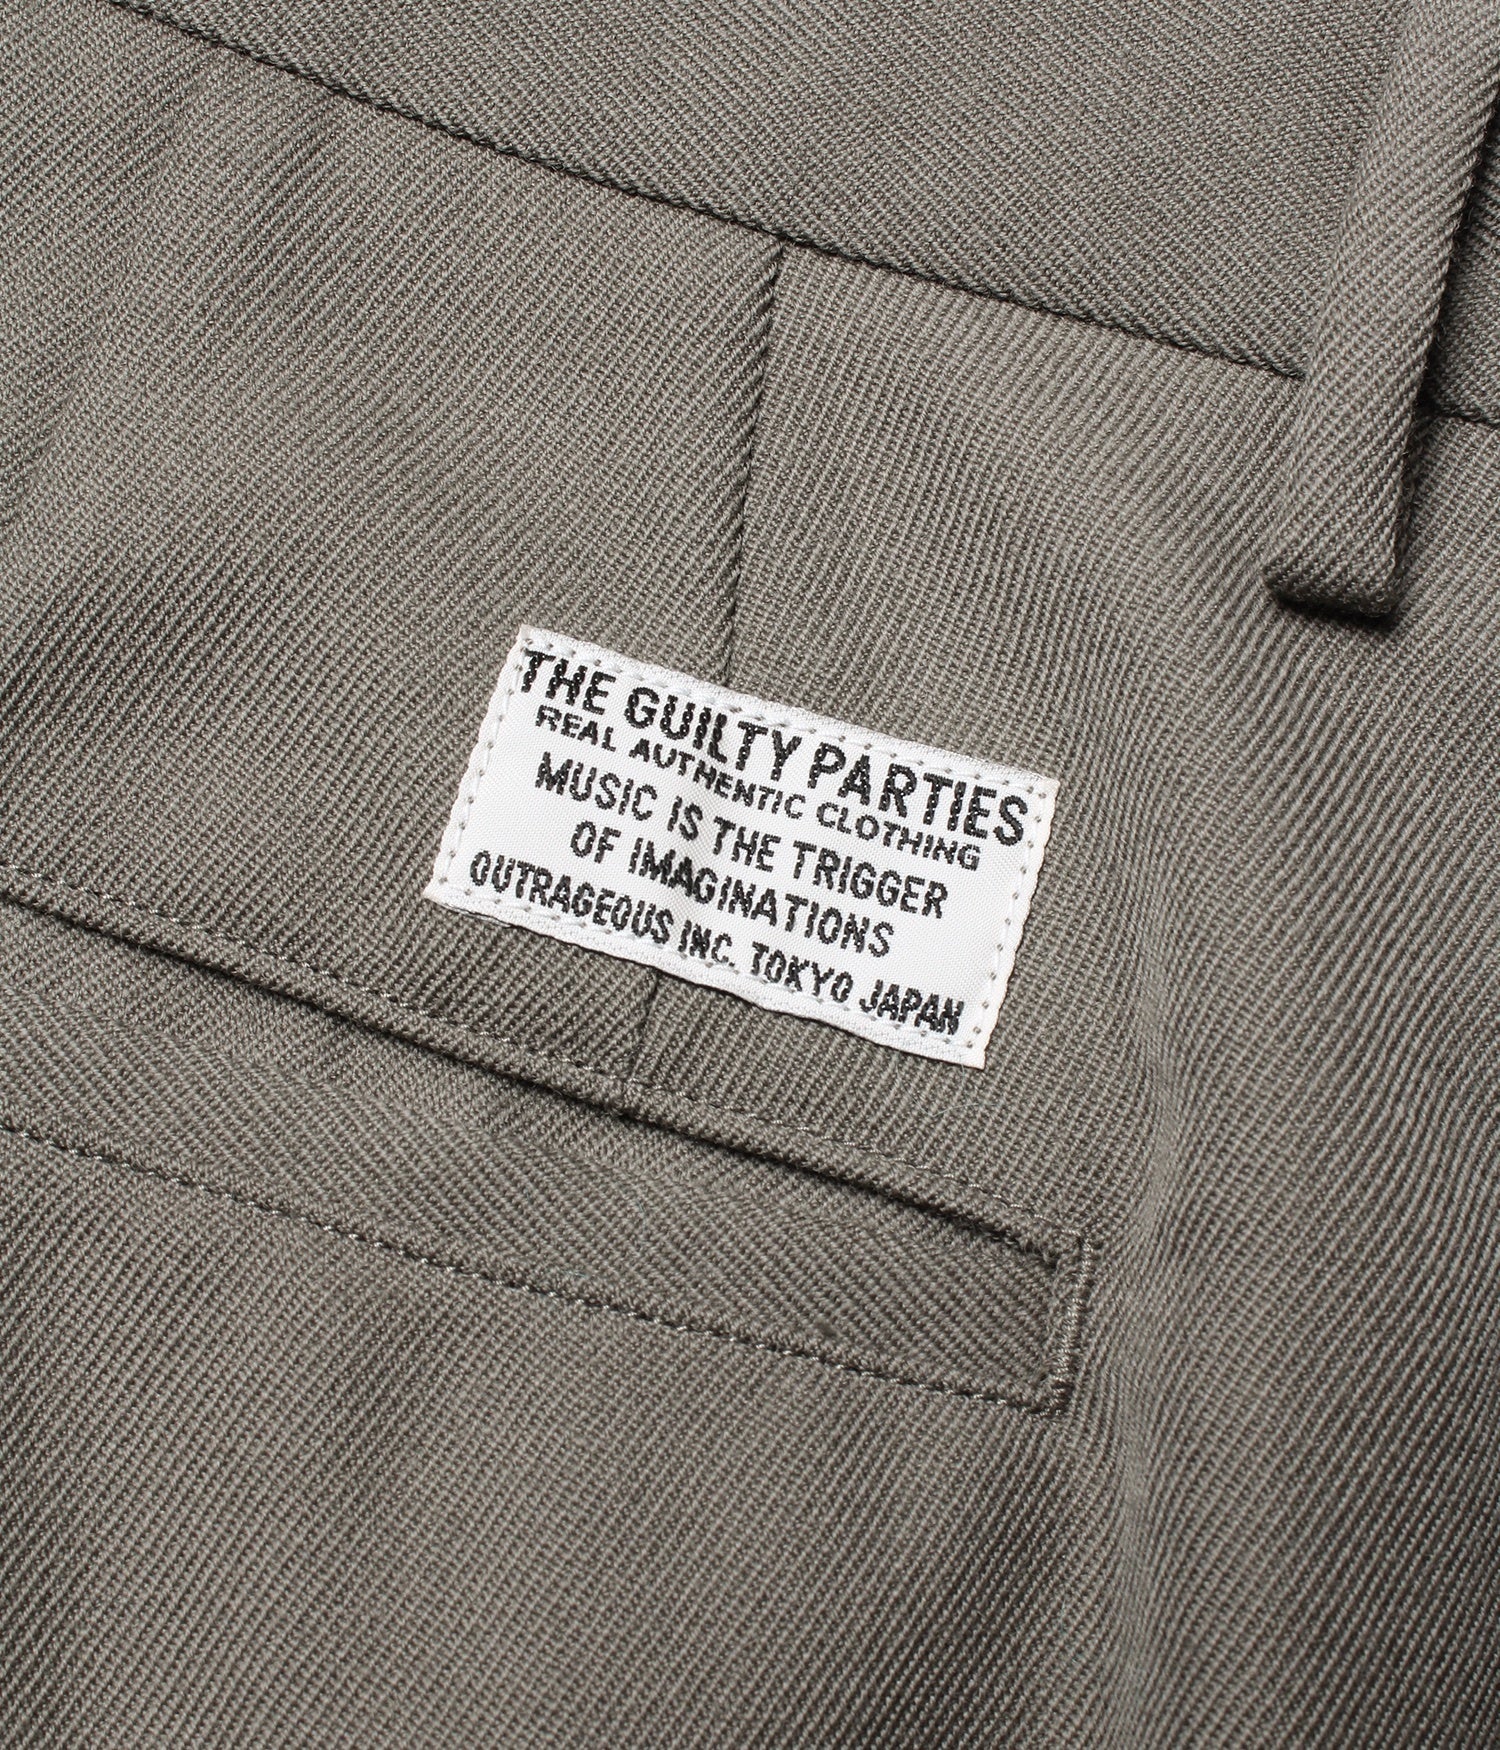 THE GUILTY PARTIES
REAL AUTHENTIC CLOTHING
MUSIC IS THE TRIGGER
OF IMAGINATIONS
OUTRAGEOUS INC. TOKYO JAPAN